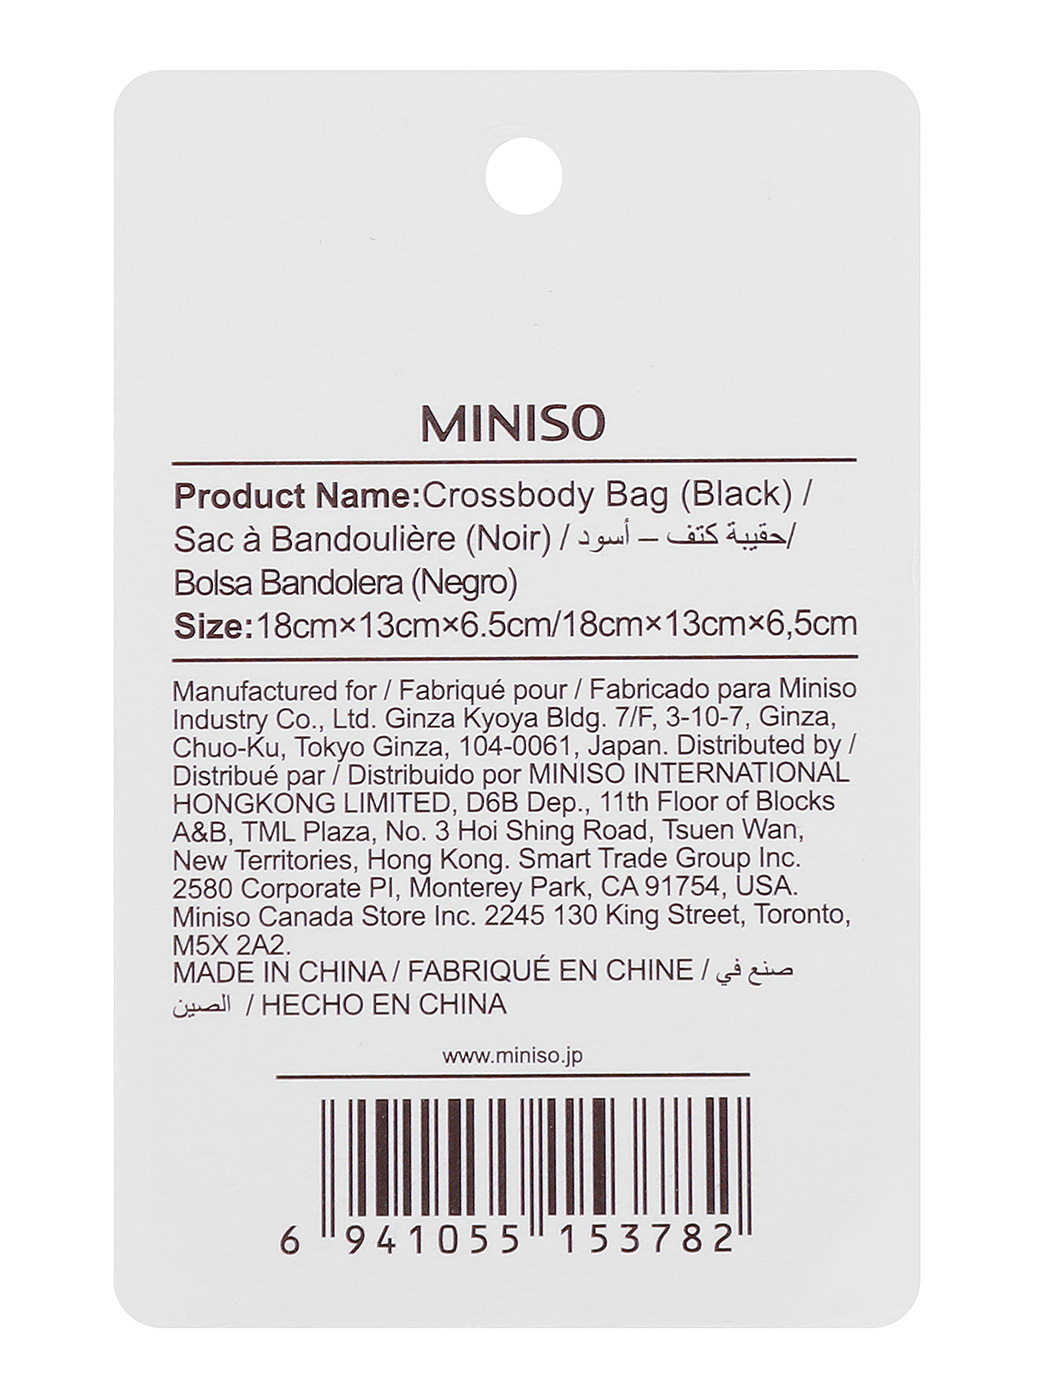 MINISO
Product Name:Crossbody Bag (Black) /
Sac à Bandoulière (Noir) / حقيبة كتف – أسود/
Bolsa Bandolera (Negro)
Size:18cm×13cm×6.5cm/18cm×13cm×6,5cm
Manufactured for / Fabriqué pour / Fabricado para Miniso
Industry Co., Ltd. Ginza Kyoya Bldg. 7/F, 3-10-7, Ginza,
Chuo-Ku, Tokyo Ginza, 104-0061, Japan. Distributed by /
Distribué par / Distribuido por MINISO INTERNATIONAL
HONGKONG LIMITED, D6B Dep., 11th Floor of Blocks
A&B, TML Plaza, No. 3 Hoi Shing Road, Tsuen Wan,
New Territories, Hong Kong. Smart Trade Group Inc.
2580 Corporate Pl, Monterey Park, CA 91754, USA.
Miniso Canada Store Inc. 2245 130 King Street, Toronto,
M5X 2A2.
MADE IN CHINA / FABRIQUÉ EN CHINE / صنع في
الصين / HECHO EN CHINA
www.miniso.jp
6 941055 153782